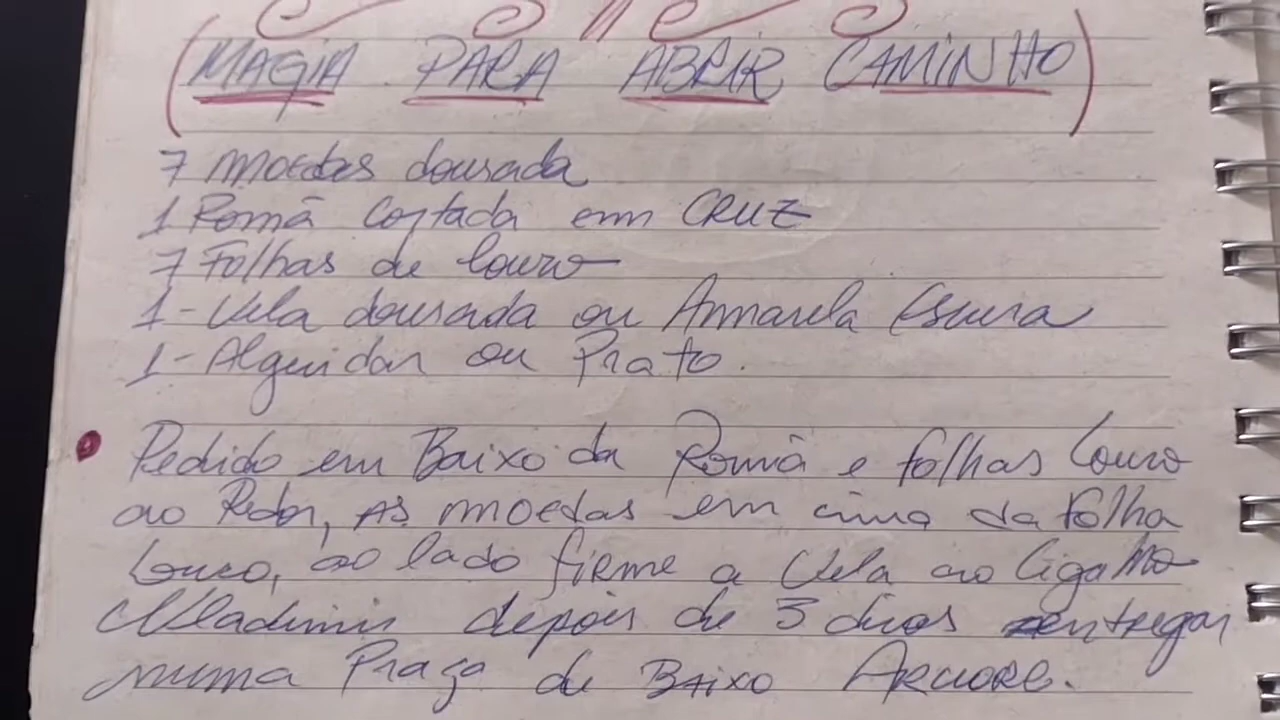 (MAGIA PARA ABRIR CAMINHO)
7 moedas dourada
1 Romã Cortada em CRUZ
7 Folhas de louro
1-Vela dourada ou Amarela Escura
1-Alguidar ou Prato.
Pedido em Baixo da Romã e folhas Louro
ao Redor, As moedas em cima da folha
Louro, ao lado firme a Vela ao Cigano
Wladimir depois de 3 dias entregar
numa Praça de Baixo Arvore.